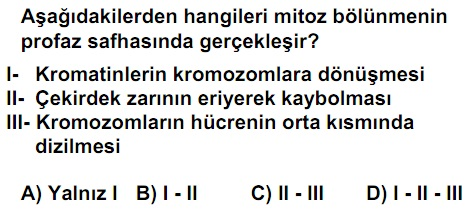 Aşağıdakilerden hangileri mitoz bölünmenin
profaz safhasında gerçekleşir?
I- Kromatinlerin kromozomlara dönüşmesi
II- Çekirdek zarının eriyerek kaybolması
III- Kromozomların hücrenin orta kısmında
dizilmesi
A) Yalnız I B) I - II C) II - III D) I - II - III